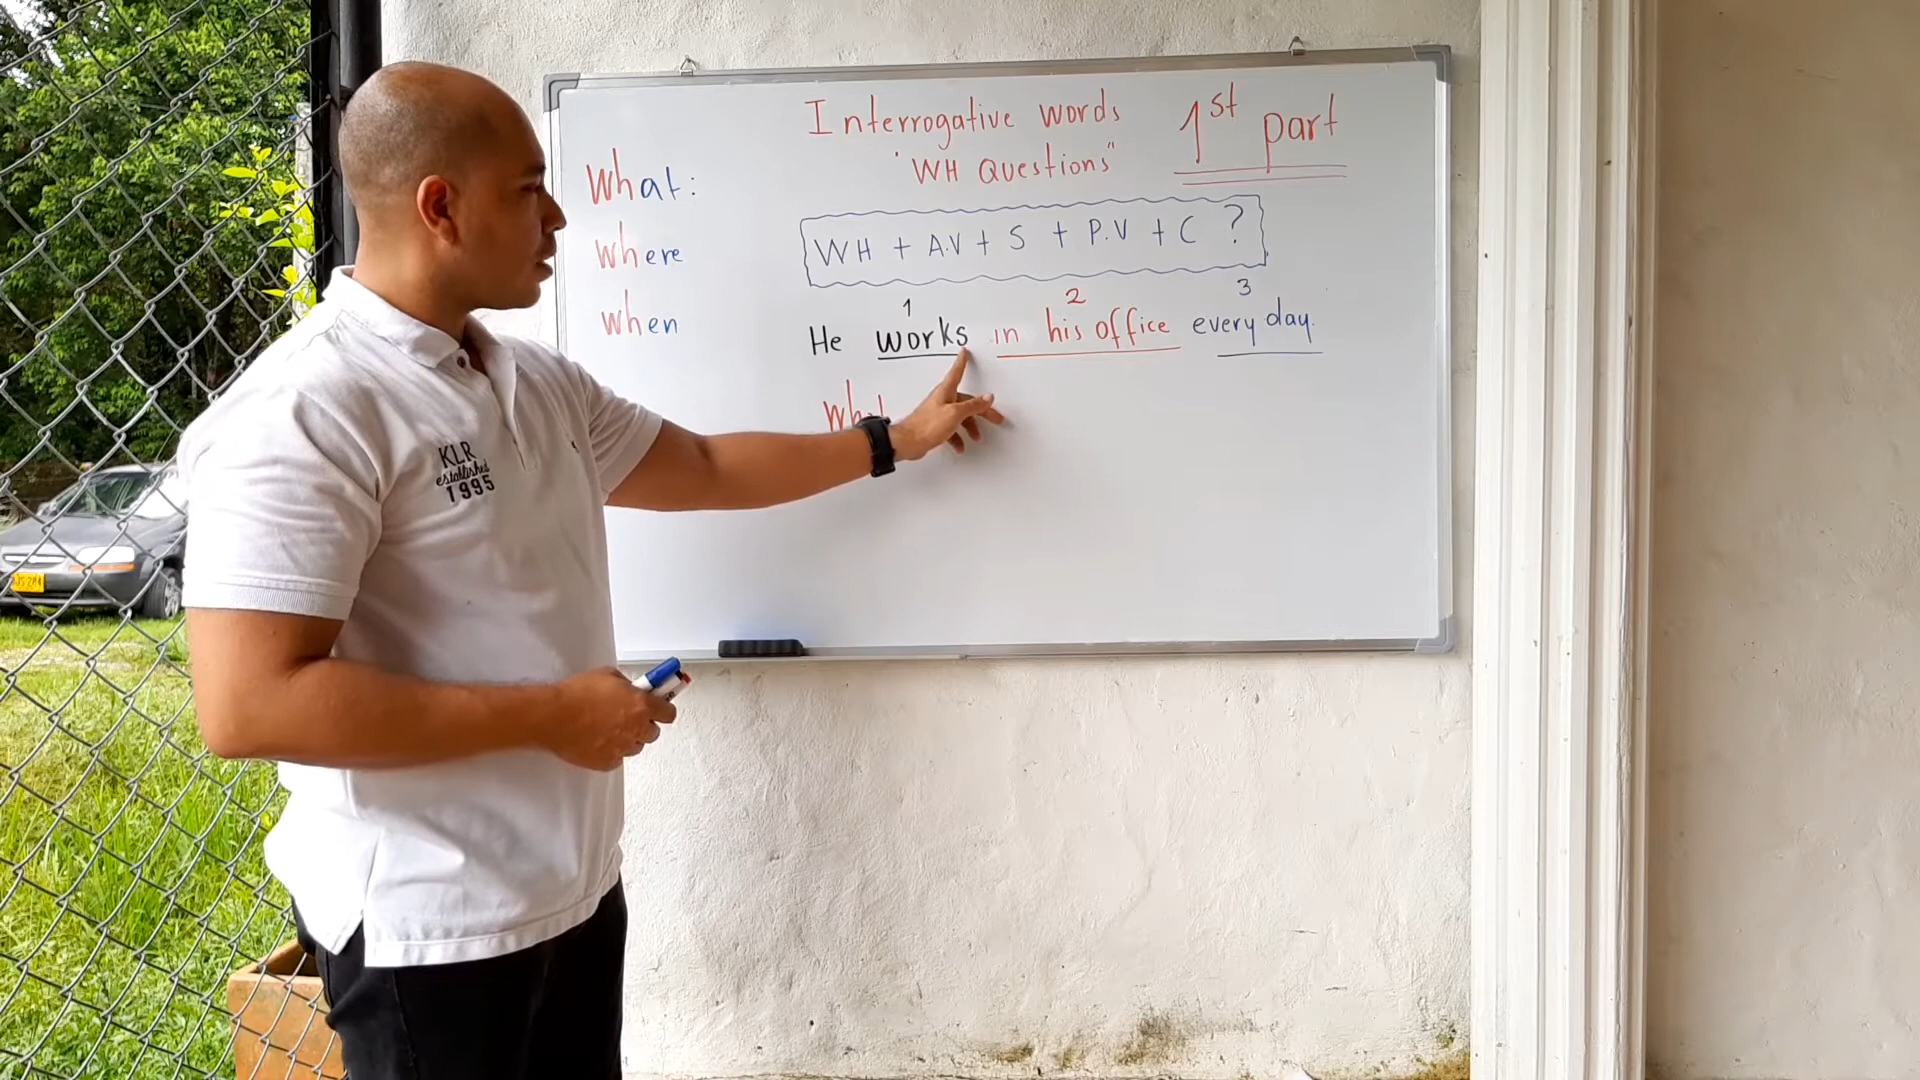 Interrogative words 1st part
"WH Questions"
What:
where
when
WH + A.V + S + P.V + C ?
1 2 3
He works in his office every day.
What
KLR
established
1995